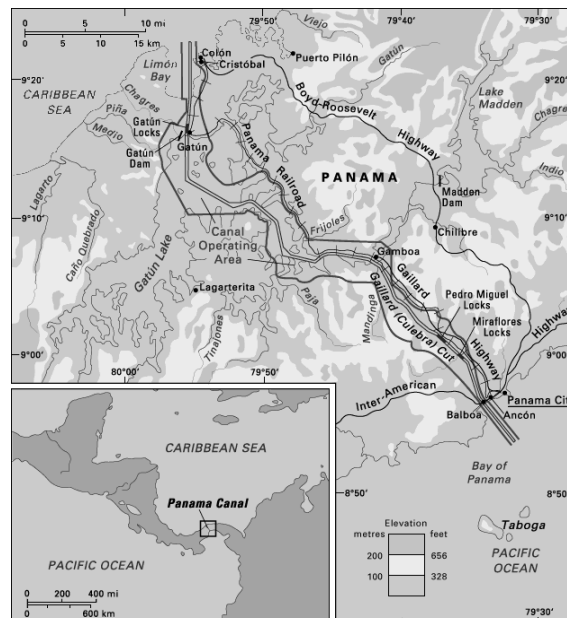 79°50'
79°40'
79°30'
0 5 10 mi
0 5 10 15 km
Viejo
Colón
Cristóbal
Puerto Pilón
Gatún
Limón
Bay
9°20'
CARIBBEAN
SEA
Chagres
Piña
Medio
Gatún
Locks
Gatún
Dam
Gatún
Boyd-Roosevelt
Highway
Lake
Madden
Chagres
Panama
Railroad
PANAMA
Indio
Madden
Dam
Lagarto
9°10'
Caño Quebrado
Gatún Lake
Canal
Operating
Area
Frijoles
Chilibre
Gamboa
Gaillard
Highway
Lagarterita
Paja
Mandinga
Gaillard (Culebra) Cut
Pedro Miguel
Locks
Miraflores
Locks
Highway
Tinajones
9°00'
80°00'
79°50'
9°00'
Inter-American
Panama Cit
Balboa
Ancón
CARIBBEAN SEA
Bay of
Panama
8°50'
8°50'
Panama Canal
Taboga
Elevation
metres feet
200 656
100 328
PACIFIC
OCEAN
PACIFIC OCEAN
0 200 400 mi
0 600 km
79°30'